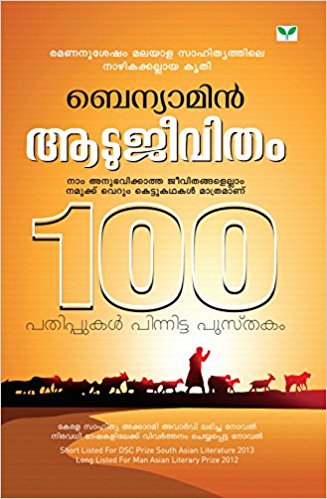 രമണനുശേഷം മലയാള സാഹിത്യത്തിലെ
നാഴികക്കല്ലായ കൃതി
ബെന്യാമിൻ
ആടുജീവിതം
നാം അനുഭവിക്കാത്ത ജീവിതങ്ങളെല്ലാം
നമുക്ക് വെറും കെട്ടുകഥകൾ മാത്രമാണ്
100
പതിപ്പുകൾ പിന്നിട്ട പുസ്തകം
കേരള സാഹിത്യ അക്കാദമി അവാർഡ് ലഭിച്ച നോവൽ
നിരവധി ഭാഷകളിലേക്ക് വിവർത്തനം ചെയ്യപ്പെട്ട നോവൽ
Short Listed For DSC Prize South Asian Literature 2013
Long Listed For Man Asian Literary Prize 2012